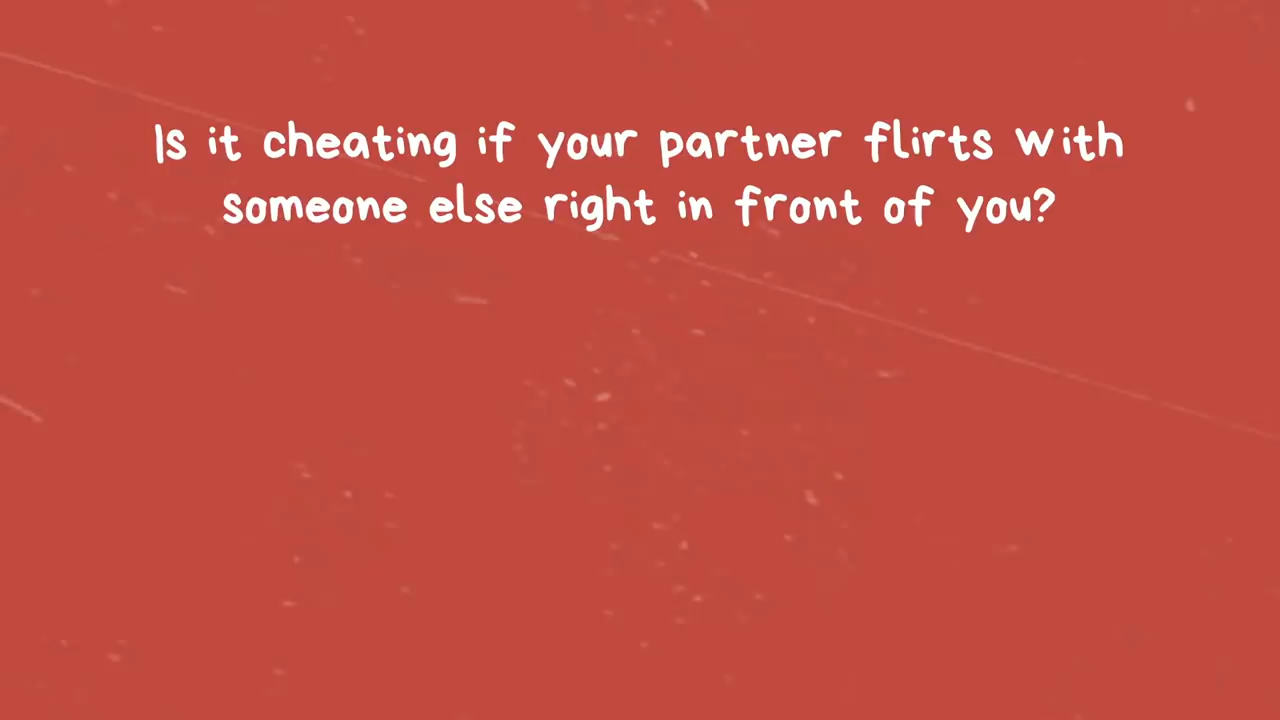 Is it cheating if your partner flirts with
someone else right in front of you?